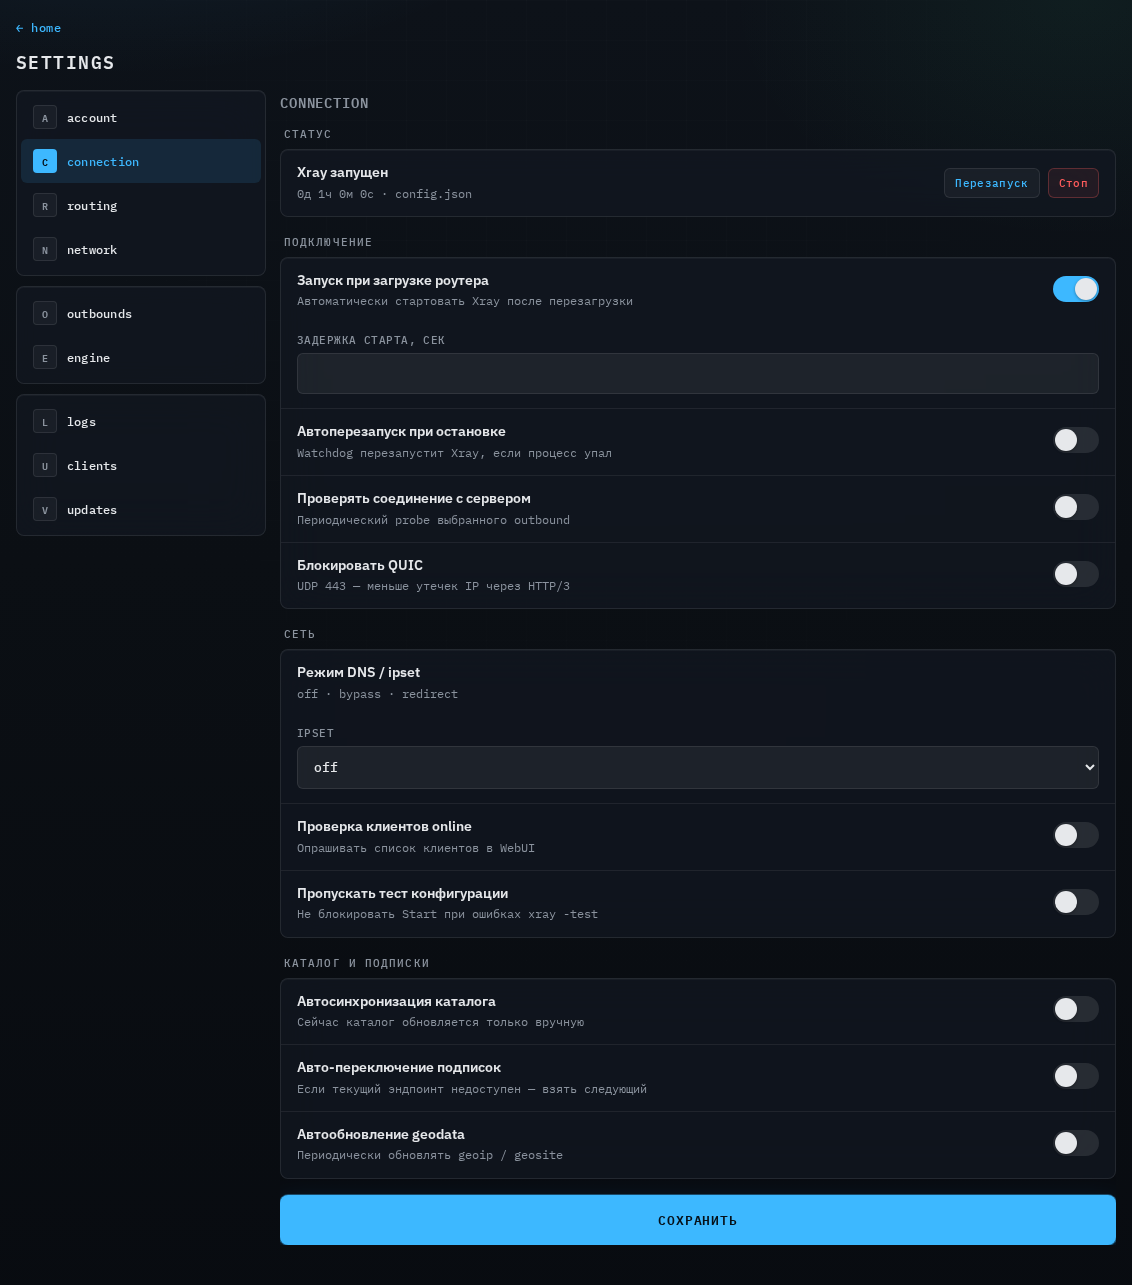 ← home
SETTINGS
A account
C connection
R routing
N network
O outbounds
E engine
L logs
U clients
V updates
CONNECTION
СТАТУС
Xray запущен
0д 1ч 0м 0с · config.json
Перезапуск
Стоп
ПОДКЛЮЧЕНИЕ
Запуск при загрузке роутера
Автоматически стартовать Xray после перезагрузки
ЗАДЕРЖКА СТАРТА, СЕК
Автоперезапуск при остановке
Watchdog перезапустит Xray, если процесс упал
Проверять соединение с сервером
Периодический probe выбранного outbound
Блокировать QUIC
UDP 443 — меньше утечек IP через HTTP/3
СЕТЬ
Режим DNS / ipset
off · bypass · redirect
IPSET
off
Проверка клиентов online
Опрашивать список клиентов в WebUI
Пропускать тест конфигурации
Не блокировать Start при ошибках xray -test
КАТАЛОГ И ПОДПИСКИ
Автосинхронизация каталога
Сейчас каталог обновляется только вручную
Авто-переключение подписок
Если текущий эндпоинт недоступен — взять следующий
Автообновление geodata
Периодически обновлять geoip / geosite
СОХРАНИТЬ